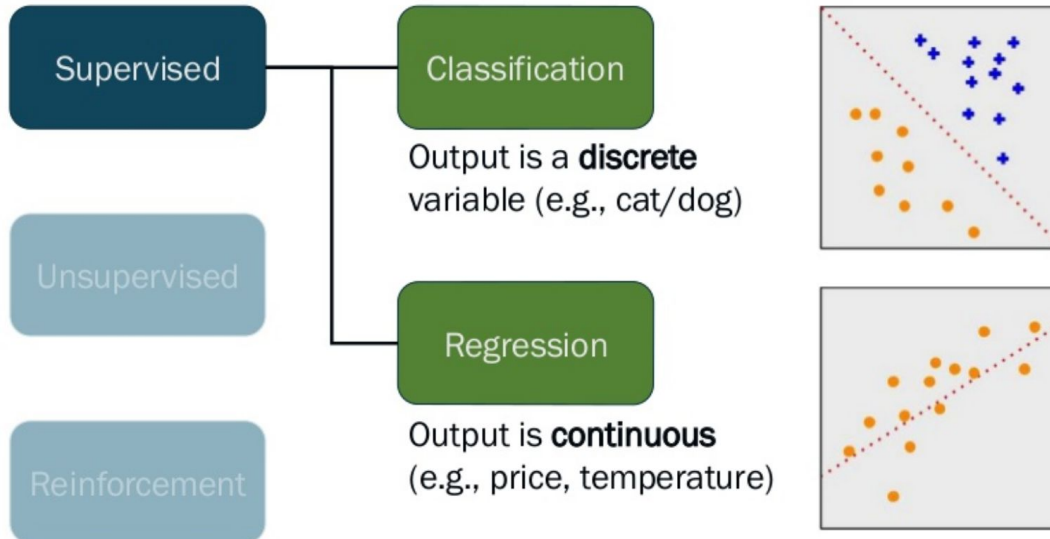 Supervised
Classification
Output is a discrete
variable (e.g., cat/dog)
Unsupervised
Regression
Output is continuous
(e.g., price, temperature)
Reinforcement